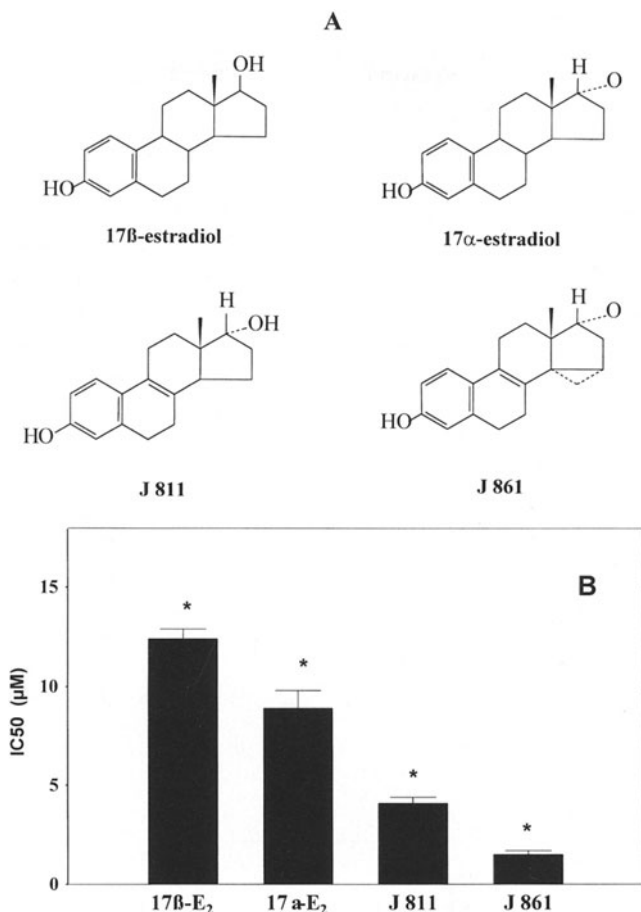 A
OH
H
O
HO
HO
17ß-estradiol
17α-estradiol
H
OH
H
O
HO
HO
J 811
J 861
B
15
10
5
0
IC50 (µM)
*
*
*
*
17ß-E₂
17 a-E₂
J 811
J 861